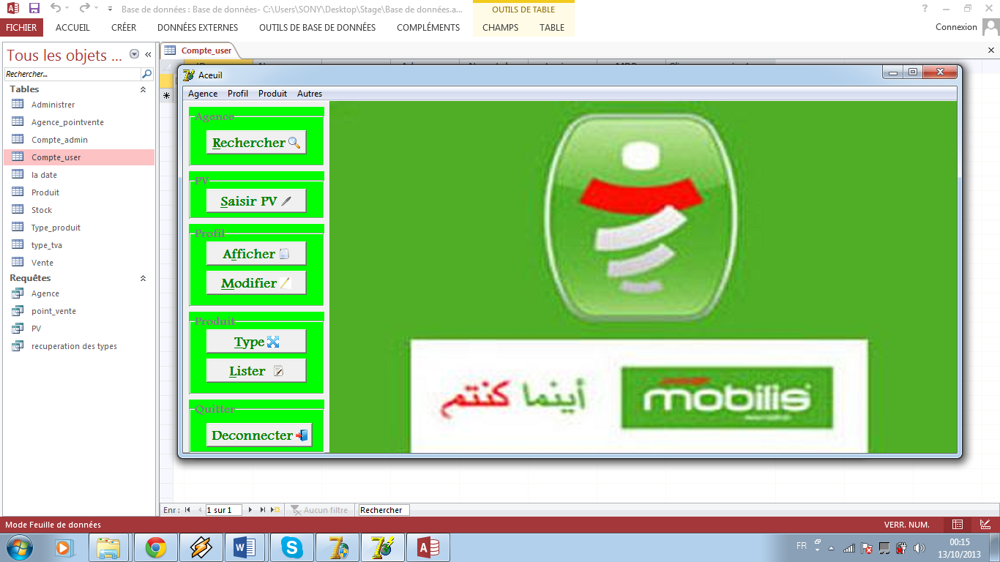 Base de données : Base de données- C:\Users\SONY\Desktop\Stage\Base de données.a...
OUTILS DE TABLE
FICHIER ACCUEIL CRÉER DONNÉES EXTERNES OUTILS DE BASE DE DONNÉES COMPLÉMENTS CHAMPS TABLE Connexion
Tous les objets ...
Rechercher...
Tables
Administrer
Agence_pointvente
Compte_admin
Compte_user
la date
Produit
Stock
Type_produit
type_tva
Vente
Requêtes
Agence
point_vente
PV
recuperation des types
Compte_user
Aceuil
Agence Profil Produit Autres
Agence
Rechercher
PV
Saisir PV
Profil
Afficher
Modifier
Produit
Type
Lister
Quitter
Deconnecter
أينما كنتم
mobilis
Enr : 1 sur 1 Aucun filtre Rechercher
Mode Feuille de données VERR. NUM.
FR 00:15
13/10/2013